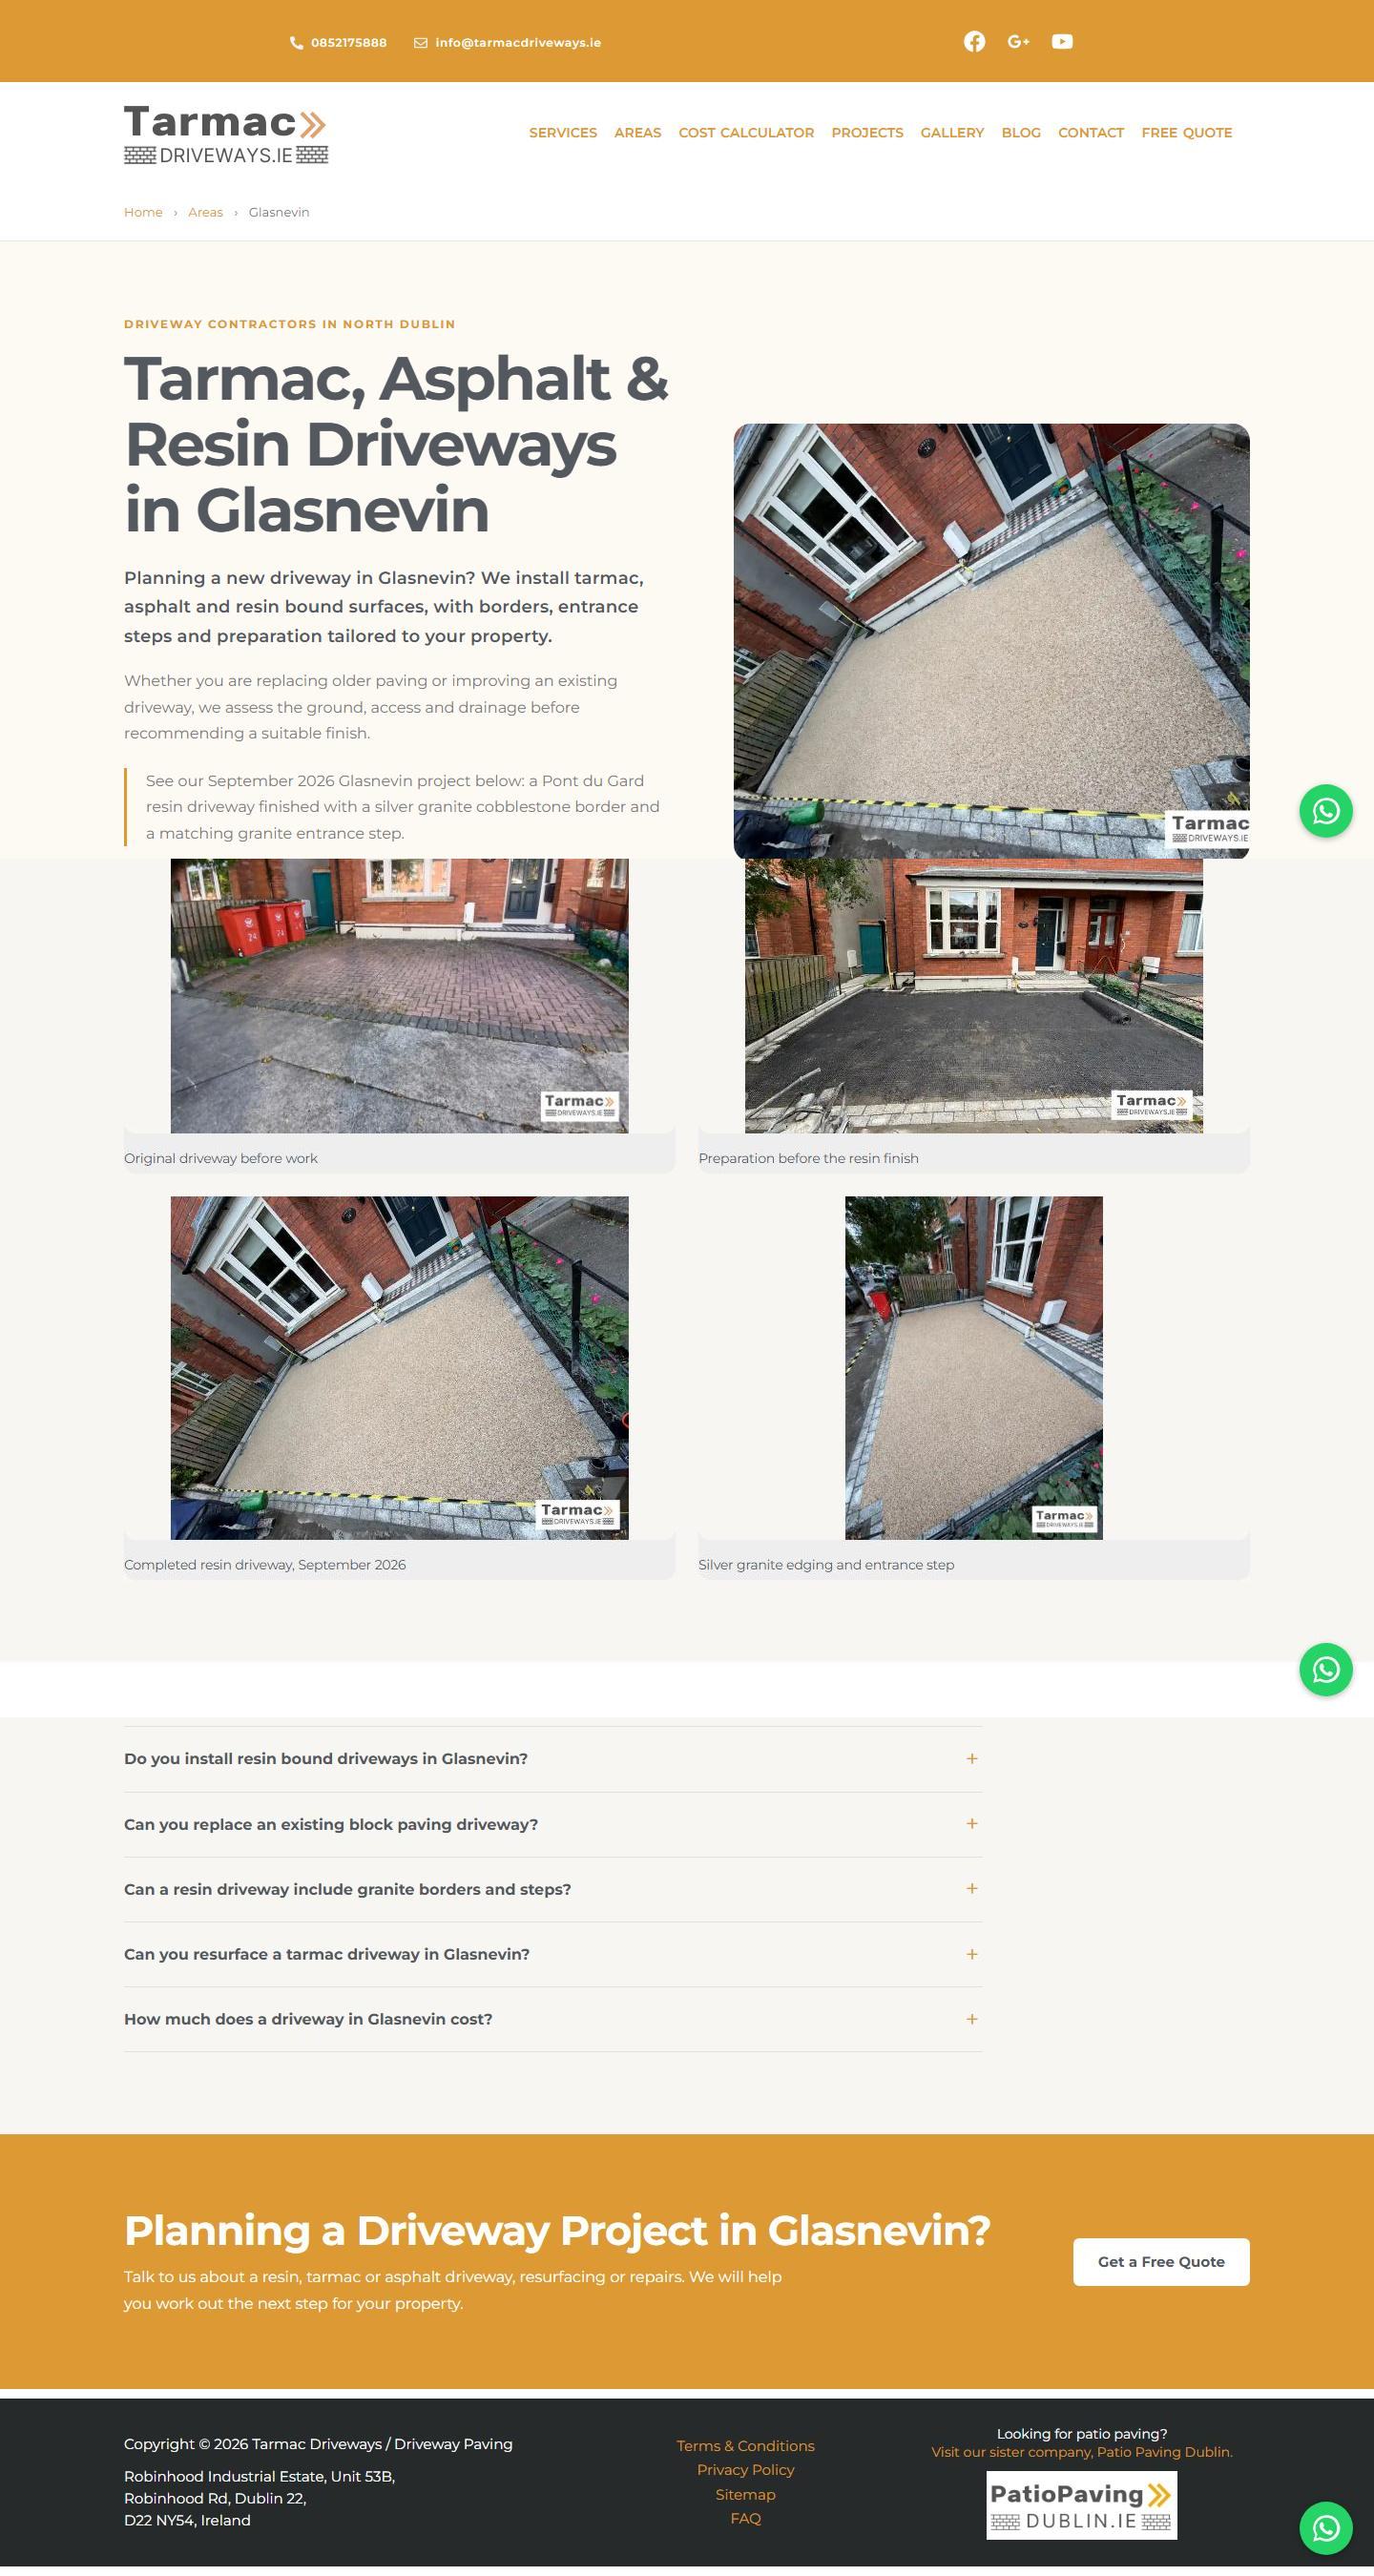 0852175888 info@tarmacdriveways.ie
Tarmac
DRIVEWAYS.IE
SERVICES AREAS COST CALCULATOR PROJECTS GALLERY BLOG CONTACT FREE QUOTE
Home › Areas › Glasnevin
DRIVEWAY CONTRACTORS IN NORTH DUBLIN
Tarmac, Asphalt &
Resin Driveways
in Glasnevin
Planning a new driveway in Glasnevin? We install tarmac,
asphalt and resin bound surfaces, with borders, entrance
steps and preparation tailored to your property.
Whether you are replacing older paving or improving an existing
driveway, we assess the ground, access and drainage before
recommending a suitable finish.
See our September 2026 Glasnevin project below: a Pont du Gard
resin driveway finished with a silver granite cobblestone border and
a matching granite entrance step.
Tarmac
DRIVEWAYS.IE
Tarmac
DRIVEWAYS.IE
Tarmac
DRIVEWAYS.IE
Original driveway before work
Preparation before the resin finish
Tarmac
DRIVEWAYS.IE
Tarmac
DRIVEWAYS.IE
Completed resin driveway, September 2026
Silver granite edging and entrance step
Do you install resin bound driveways in Glasnevin? +
Can you replace an existing block paving driveway? +
Can a resin driveway include granite borders and steps? +
Can you resurface a tarmac driveway in Glasnevin? +
How much does a driveway in Glasnevin cost? +
Planning a Driveway Project in Glasnevin?
Talk to us about a resin, tarmac or asphalt driveway, resurfacing or repairs. We will help
you work out the next step for your property.
Get a Free Quote
Copyright © 2026 Tarmac Driveways / Driveway Paving
Robinhood Industrial Estate, Unit 53B,
Robinhood Rd, Dublin 22,
D22 NY54, Ireland
Terms & Conditions
Privacy Policy
Sitemap
FAQ
Looking for patio paving?
Visit our sister company, Patio Paving Dublin.
PatioPaving
DUBLIN.IE